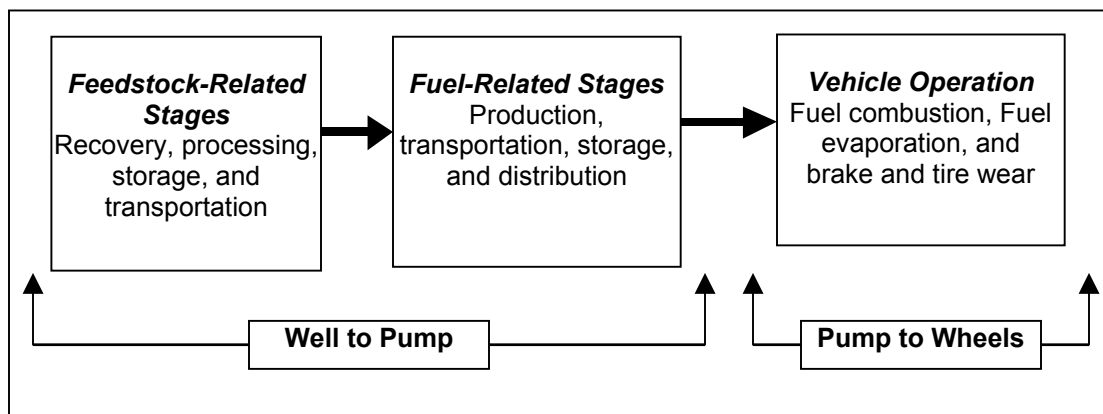 Feedstock-Related
Stages
Recovery, processing,
storage, and
transportation
Fuel-Related Stages
Production,
transportation, storage,
and distribution
Vehicle Operation
Fuel combustion, Fuel
evaporation, and
brake and tire wear
Well to Pump
Pump to Wheels